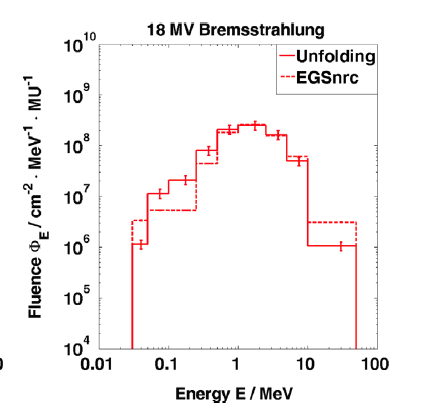 18 MV Bremsstrahlung
Unfolding
EGSnrc
Fluence Φ_E / cm^-2 · MeV^-1 · MU^-1
10^10
10^9
10^8
10^7
10^6
10^5
10^4
0.01 0.1 1 10 100
0
Energy E / MeV